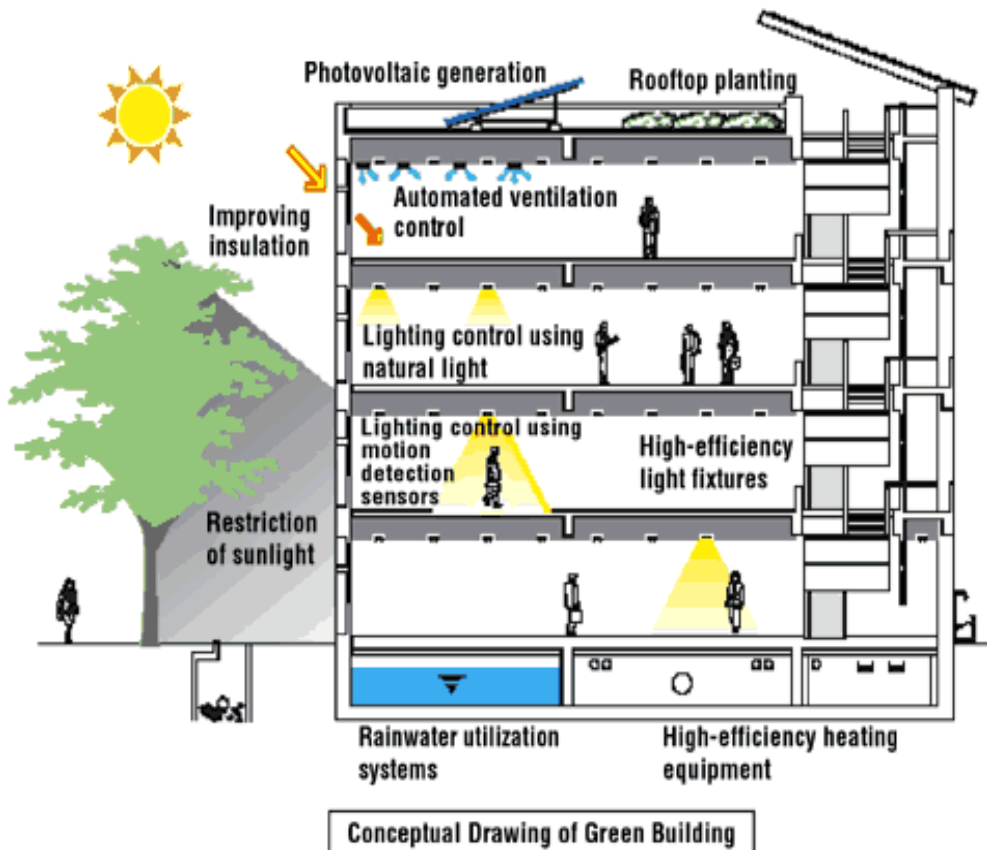 Photovoltaic generation
Rooftop planting
Improving
insulation
Automated ventilation
control
Lighting control using
natural light
Lighting control using
motion
detection
sensors
High-efficiency
light fixtures
Restriction
of sunlight
Rainwater utilization
systems
High-efficiency heating
equipment
Conceptual Drawing of Green Building